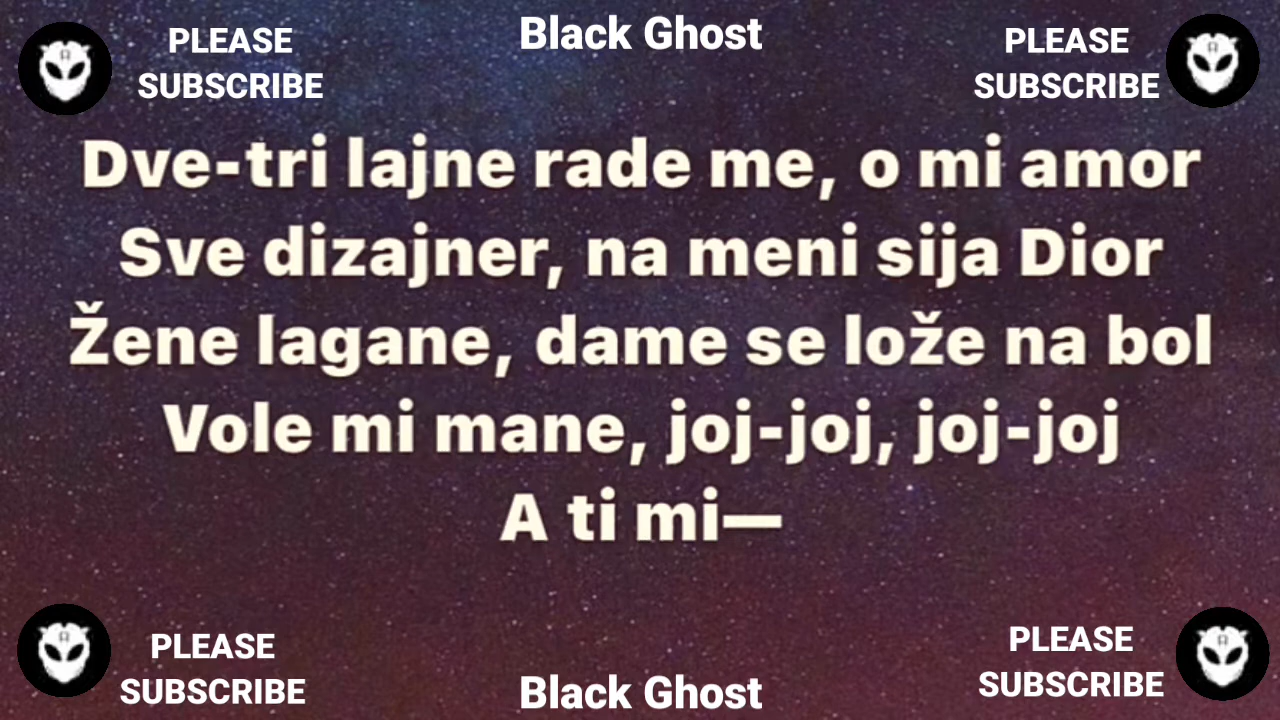 Black Ghost
PLEASE
SUBSCRIBE
PLEASE
SUBSCRIBE
Dve-tri lajne rade me, o mi amor
Sve dizajner, na meni sija Dior
Žene lagane, dame se lože na bol
Vole mi mane, joj-joj, joj-joj
A ti mi—
PLEASE
SUBSCRIBE
PLEASE
SUBSCRIBE
Black Ghost